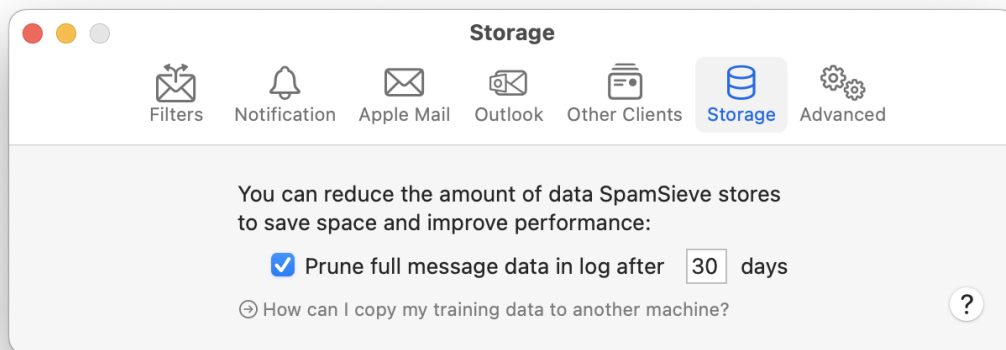 Storage
Filters Notification Apple Mail Outlook Other Clients Storage Advanced
You can reduce the amount of data SpamSieve stores
to save space and improve performance:
Prune full message data in log after 30 days
How can I copy my training data to another machine?
?